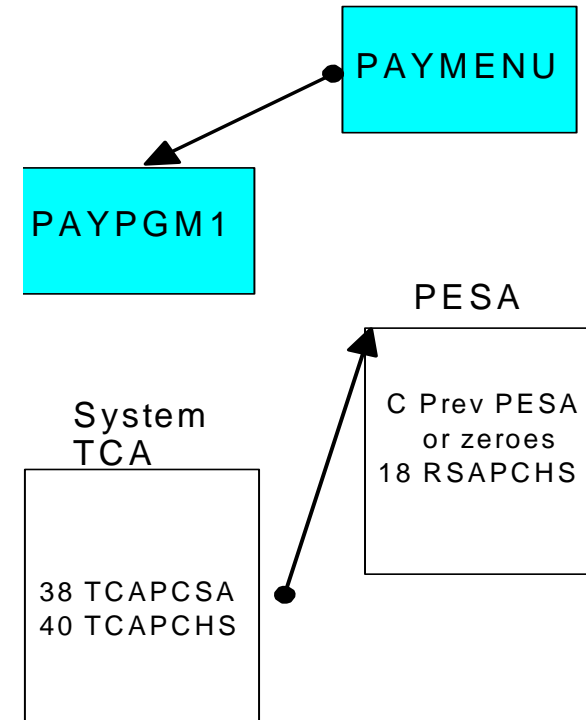 PAYMENU
PAYPGM1
PESA
C Prev PESA
or zeroes
18 RSAPCHS
System
TCA
38 TCAPCSA
40 TCAPCHS